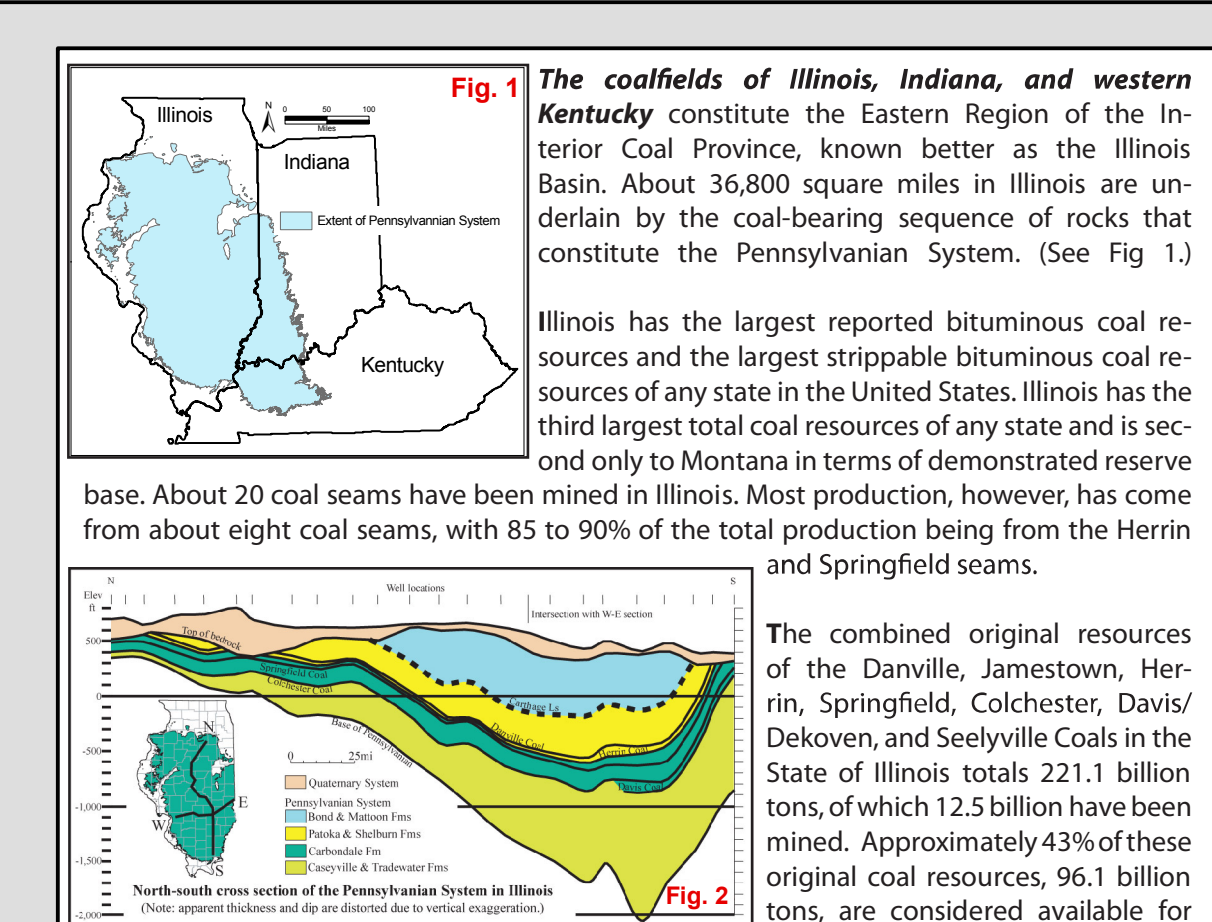 Fig. 1
Illinois
N
0 50 100
Miles
Indiana
Extent of Pennsylvannian System
Kentucky
The coalfields of Illinois, Indiana, and western
Kentucky constitute the Eastern Region of the In-
terior Coal Province, known better as the Illinois
Basin. About 36,800 square miles in Illinois are un-
derlain by the coal-bearing sequence of rocks that
constitute the Pennsylvanian System. (See Fig 1.)
Illinois has the largest reported bituminous coal re-
sources and the largest strippable bituminous coal re-
sources of any state in the United States. Illinois has the
third largest total coal resources of any state and is sec-
ond only to Montana in terms of demonstrated reserve
base. About 20 coal seams have been mined in Illinois. Most production, however, has come
from about eight coal seams, with 85 to 90% of the total production being from the Herrin
and Springfield seams.
N
Well locations
S
Elev
ft
Intersection with W-E section
Top of bedrock
500
Springfield Coal
Colchester Coal
0
Carthage Ls
Base of Pennsylvanian
Danville Coal
Herrin Coal
Davis Coal
-500
-1,000
-1,500
-2,000
N
E
W
S
0 25mi
Quaternary System
Pennsylvanian System
Bond & Mattoon Fms
Patoka & Shelburn Fms
Carbondale Fm
Caseyville & Tradewater Fms
North-south cross section of the Pennsylvanian System in Illinois
(Note: apparent thickness and dip are distorted due to vertical exaggeration.)
Fig. 2
The combined original resources
of the Danville, Jamestown, Her-
rin, Springfield, Colchester, Davis/
Dekoven, and Seelyville Coals in the
State of Illinois totals 221.1 billion
tons, of which 12.5 billion have been
mined. Approximately 43% of these
original coal resources, 96.1 billion
tons, are considered available for